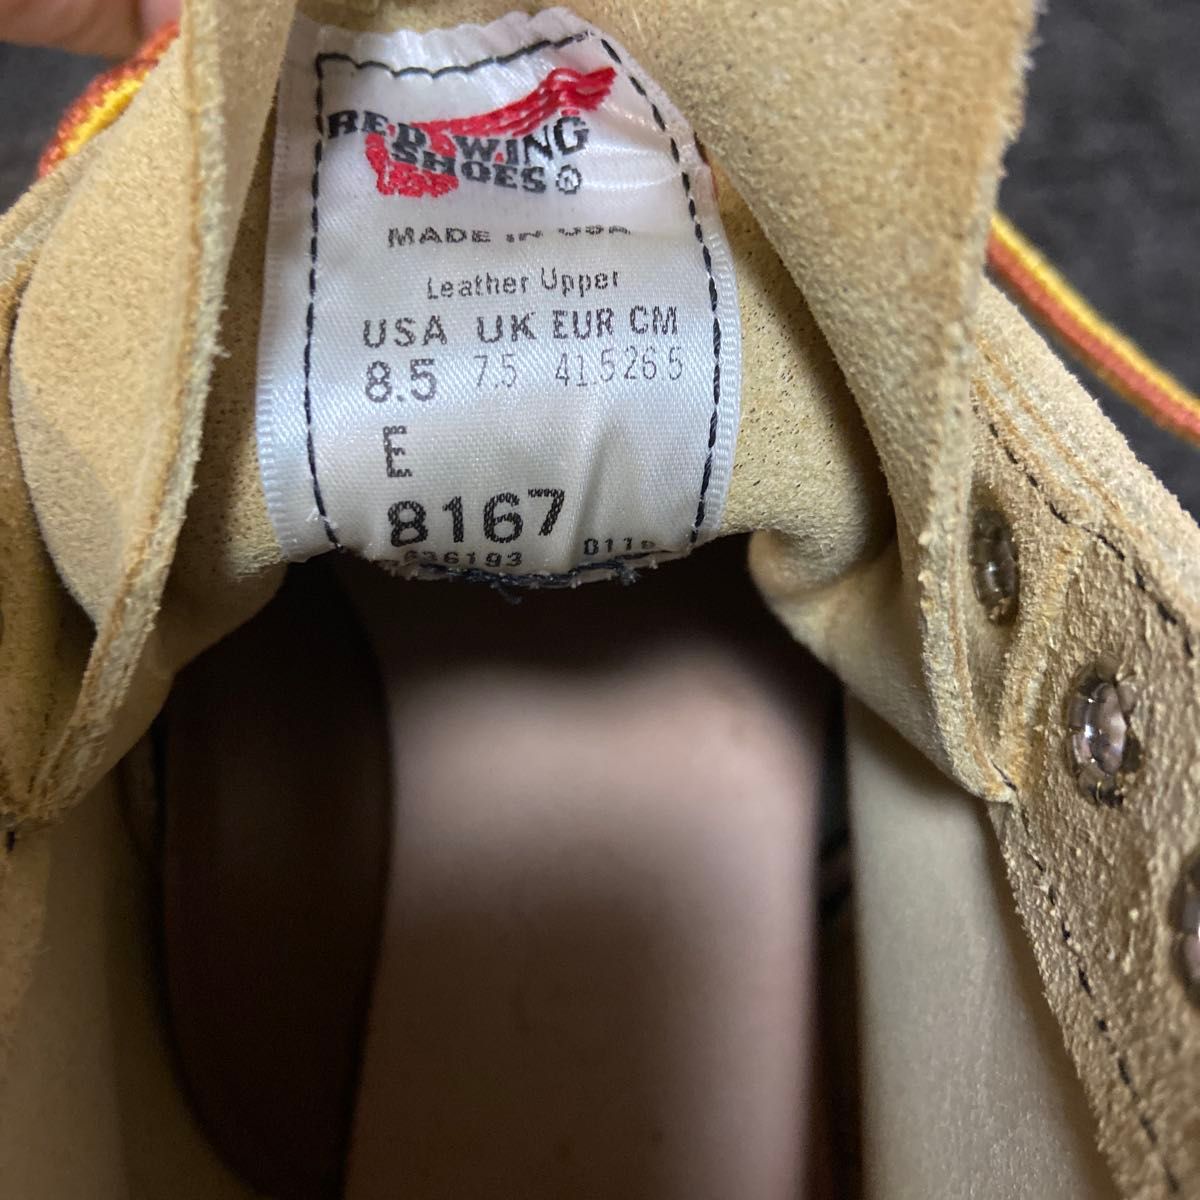 RED WING
SHOES ®
MADE IN USA
Leather Upper
USA UK EUR CM
8.5 7.5 41.5 26.5
E
8167
636193